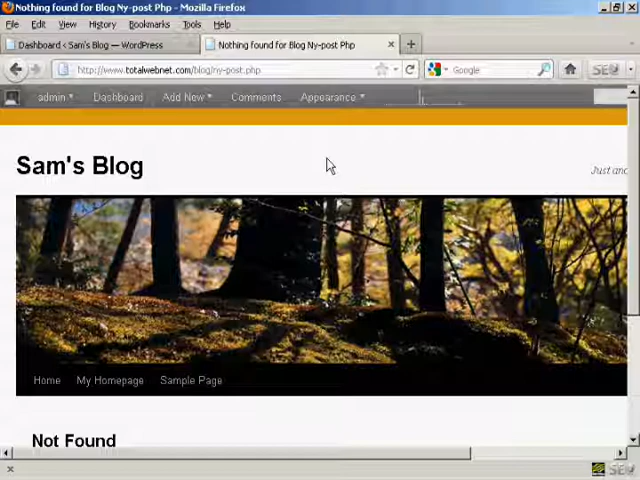 Nothing found for Blog Ny-post Php - Mozilla Firefox
File Edit View History Bookmarks Tools Help
Dashboard ‹ Sam's Blog — WordPress
Nothing found for Blog Ny-post Php
http://www.totalwebnet.com/blog/ny-post.php
Google
admin Dashboard Add New Comments Appearance
Sam's Blog
Just
Home My Homepage Sample Page
Not Found